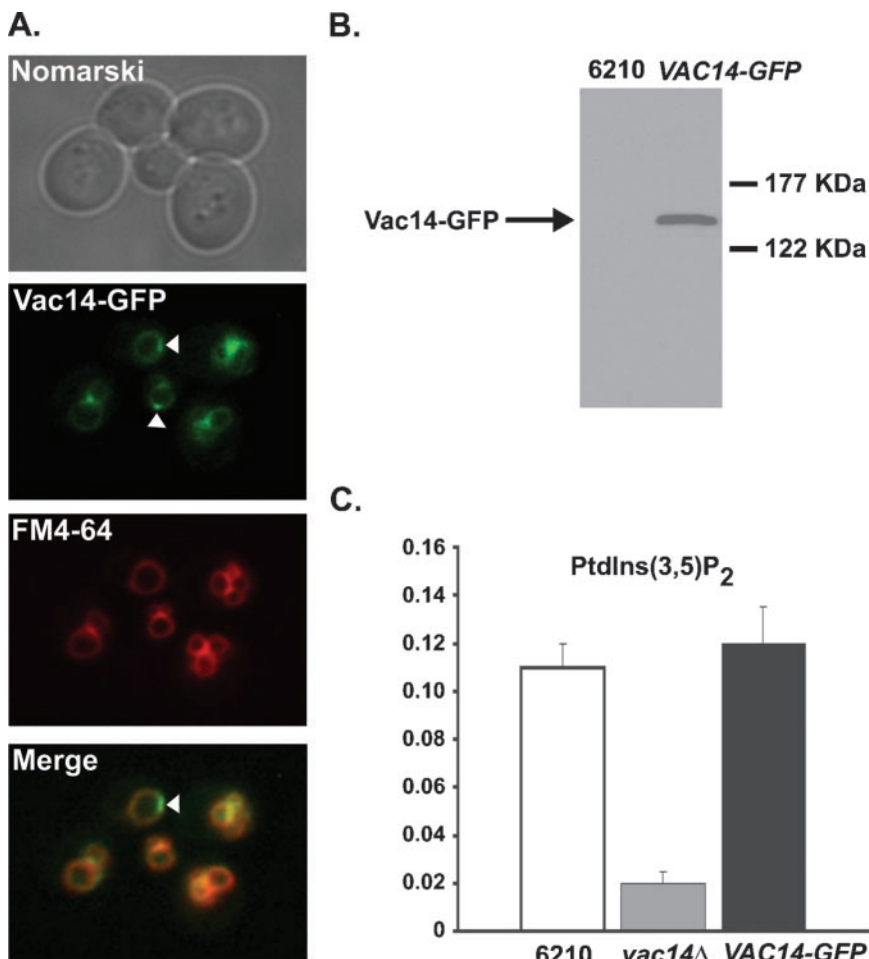 A.
Nomarski
Vac14-GFP
FM4-64
Merge
B.
6210 VAC14-GFP
177 KDa
Vac14-GFP
122 KDa
C.
PtdIns(3,5)P2
0.16
0.14
0.12
0.10
0.08
0.06
0.04
0.02
0
6210 vac14Δ VAC14-GFP